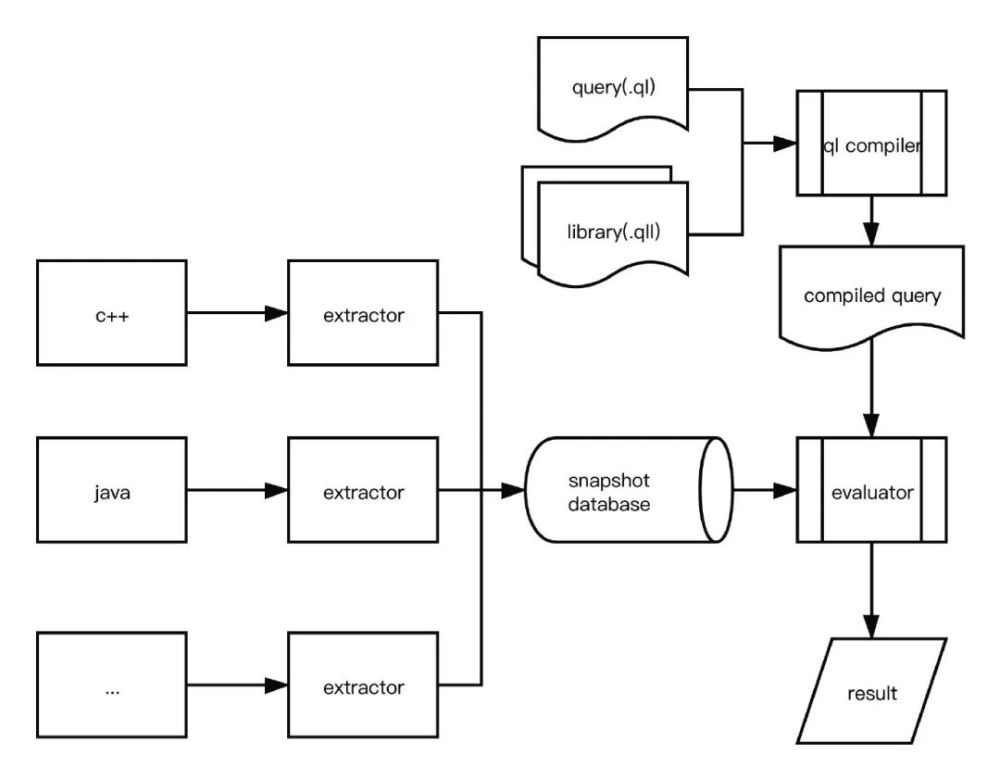 query(.ql)
ql compiler
library(.qll)
compiled query
c++
extractor
java
extractor
snapshot
database
evaluator
...
extractor
result